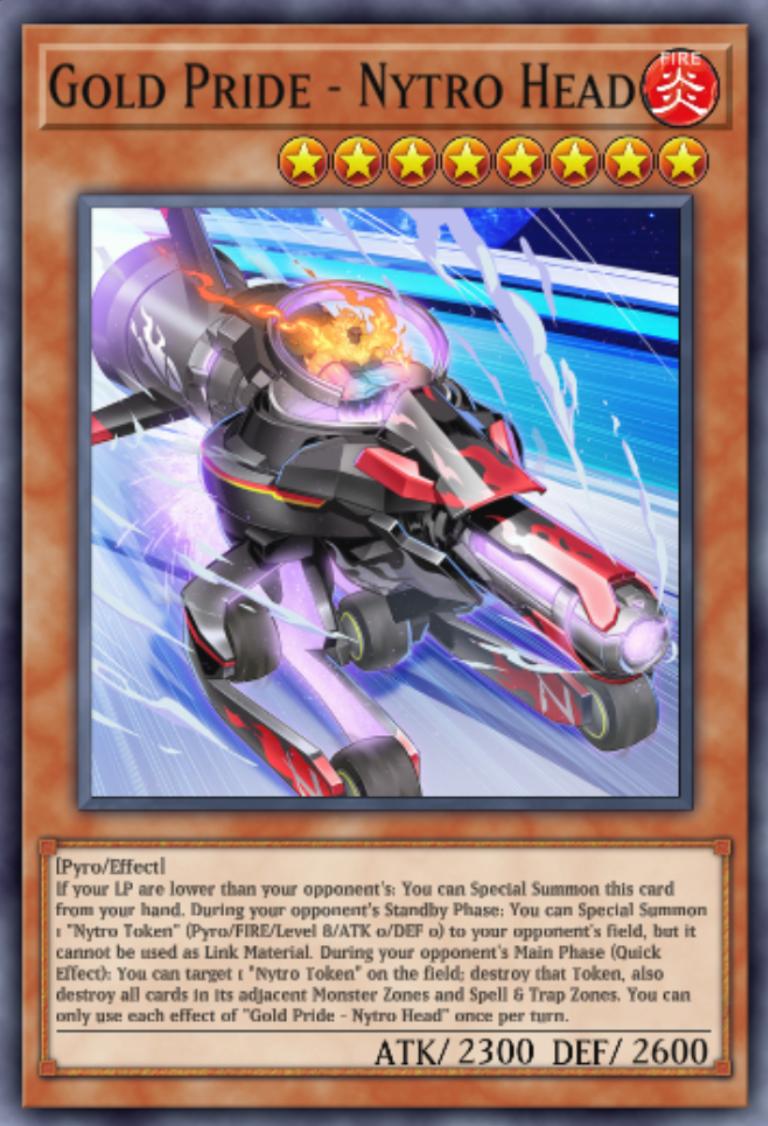 GOLD PRIDE - NYTRO HEAD
FIRE
炎
[Pyro/Effect]
If your LP are lower than your opponent's: You can Special Summon this card
from your hand. During your opponent's Standby Phase: You can Special Summon
1 "Nytro Token" (Pyro/FIRE/Level 8/ATK 0/DEF 0) to your opponent's field, but it
cannot be used as Link Material. During your opponent's Main Phase (Quick
Effect): You can target 1 "Nytro Token" on the field; destroy that Token, also
destroy all cards in its adjacent Monster Zones and Spell & Trap Zones. You can
only use each effect of "Gold Pride - Nytro Head" once per turn.
ATK/ 2300 DEF/ 2600
N
N